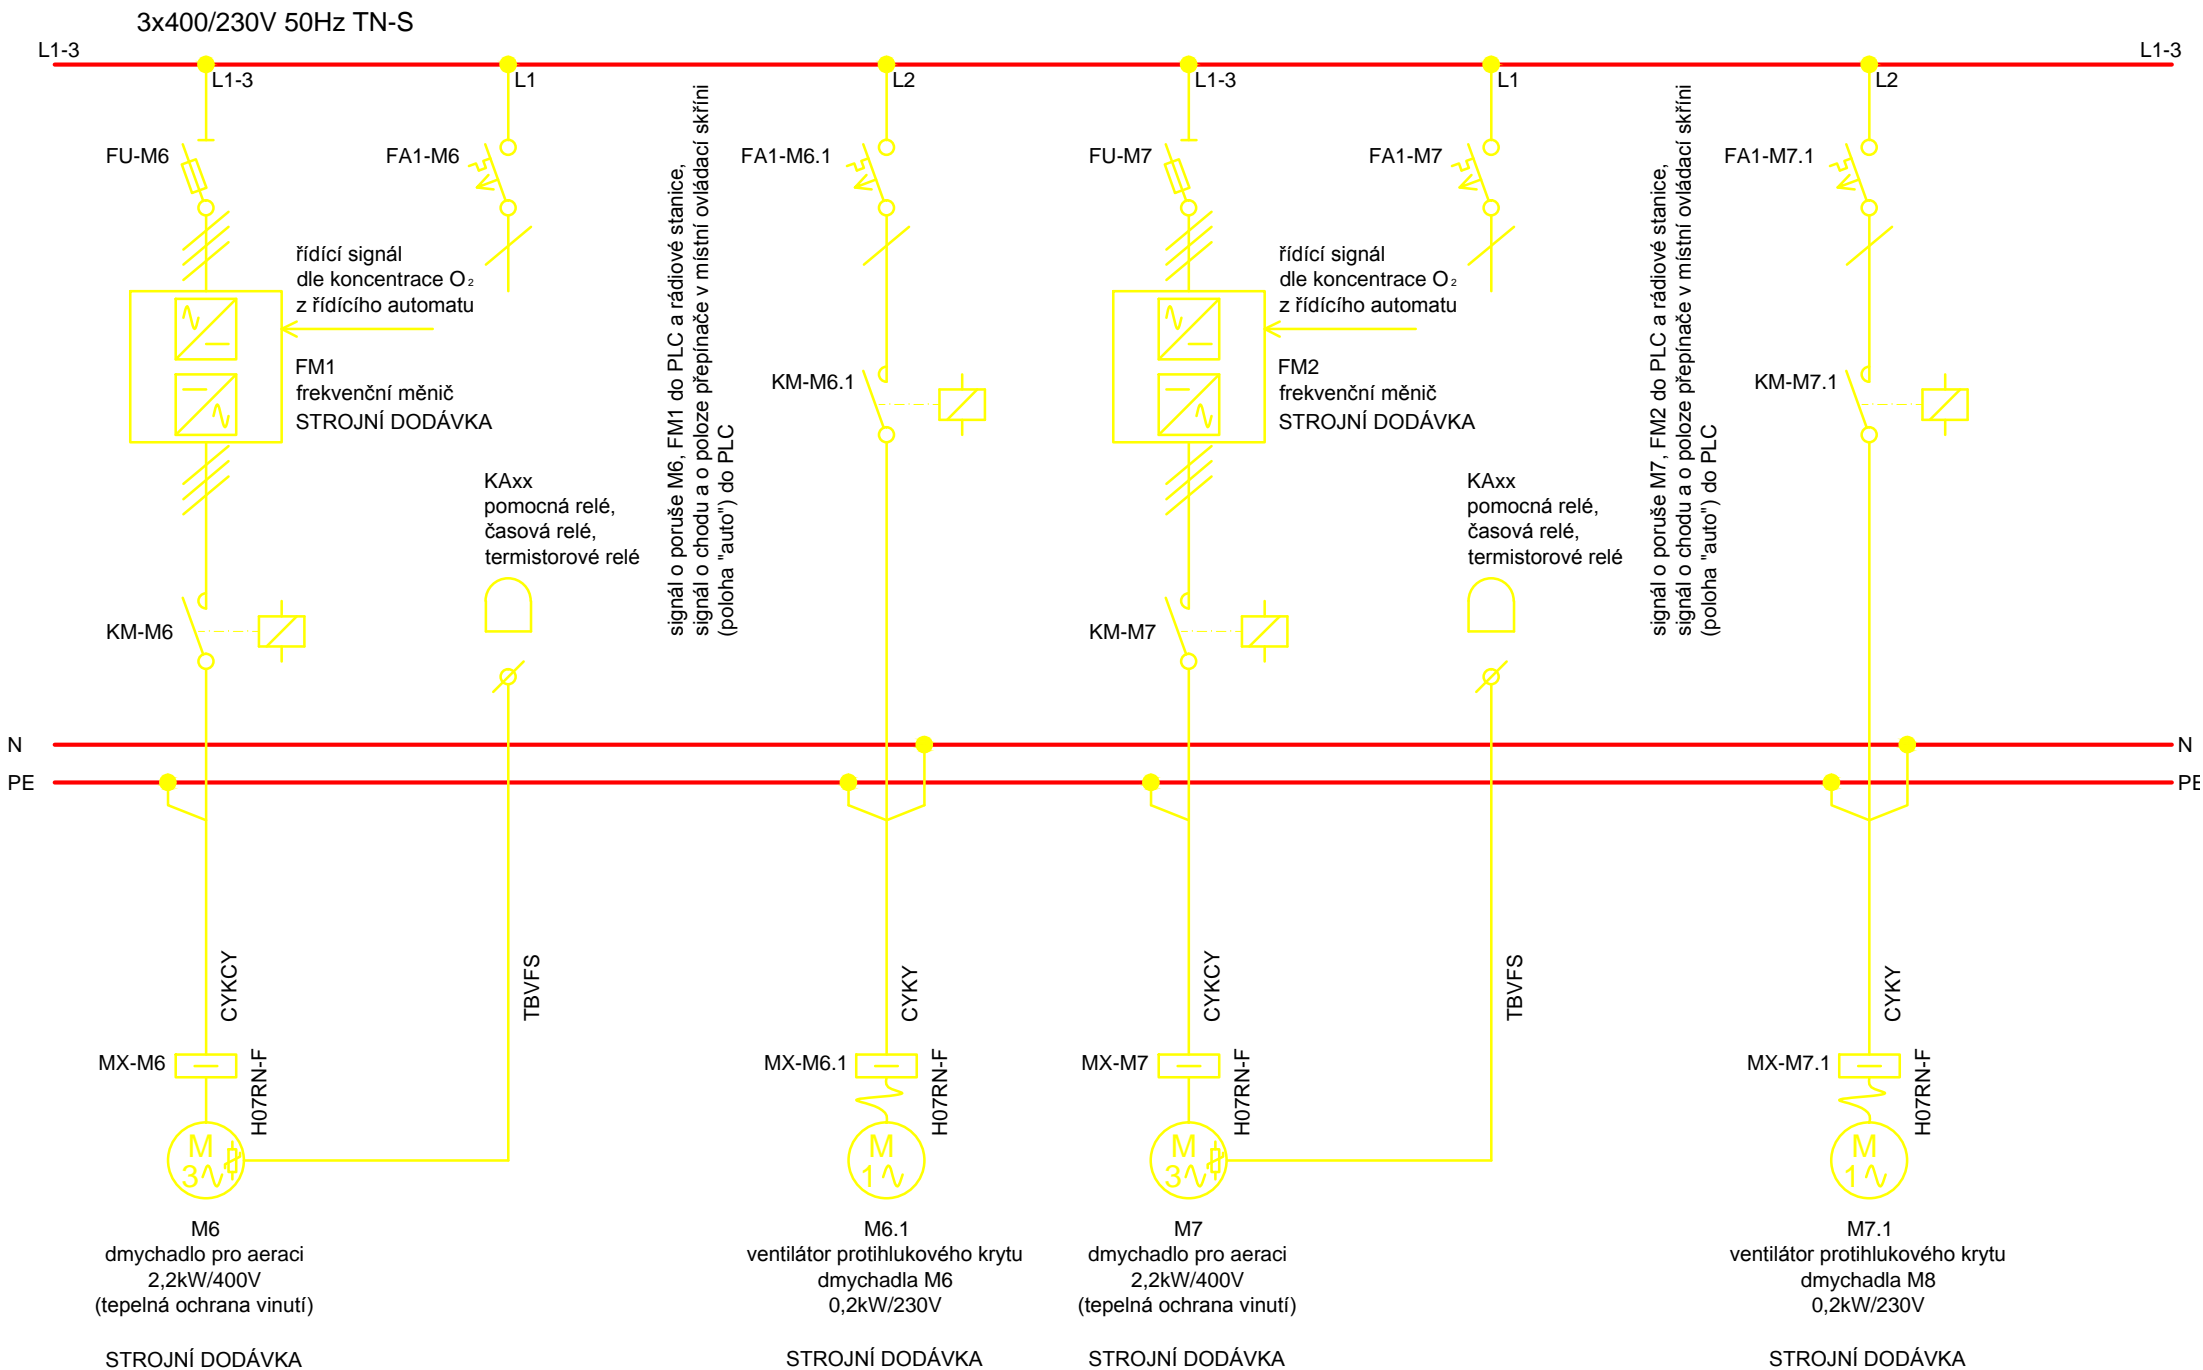 3x400/230V 50Hz TN-S
L1-3
L1-3
L1-3
L1
L2
L1-3
L1
L2
FU-M6
FA1-M6
FA1-M6.1
FU-M7
FA1-M7
FA1-M7.1
řídící signál
dle koncentrace O₂
z řídícího automatu
FM1
frekvenční měnič
STROJNÍ DODÁVKA
signál o poruše M6, FM1 do PLC a rádiové stanice,
signál o chodu a o poloze přepínače v místní ovládací skříni
(poloha "auto") do PLC
KM-M6.1
řídící signál
dle koncentrace O₂
z řídícího automatu
FM2
frekvenční měnič
STROJNÍ DODÁVKA
signál o poruše M7, FM2 do PLC a rádiové stanice,
signál o chodu a o poloze přepínače v místní ovládací skříni
(poloha "auto") do PLC
KM-M7.1
KAxx
pomocná relé,
časová relé,
termistorové relé
KAxx
pomocná relé,
časová relé,
termistorové relé
KM-M6
KM-M7
N
N
PE
PE
CYKCY
TBVFS
CYKY
CYKCY
TBVFS
CYKY
MX-M6
H07RN-F
MX-M6.1
H07RN-F
MX-M7
H07RN-F
MX-M7.1
H07RN-F
M
3
M
1
M
3
M
1
M6
dmychadlo pro aeraci
2,2kW/400V
(tepelná ochrana vinutí)
STROJNÍ DODÁVKA
M6.1
ventilátor protihlukového krytu
dmychadla M6
0,2kW/230V
STROJNÍ DODÁVKA
M7
dmychadlo pro aeraci
2,2kW/400V
(tepelná ochrana vinutí)
STROJNÍ DODÁVKA
M7.1
ventilátor protihlukového krytu
dmychadla M8
0,2kW/230V
STROJNÍ DODÁVKA